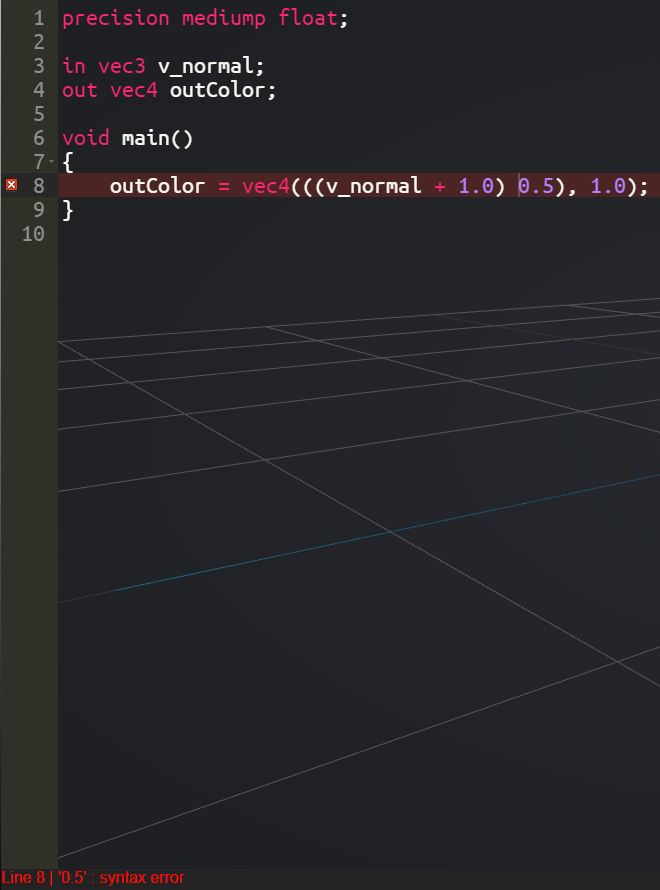 1 precision mediump float;
2
3 in vec3 v_normal;
4 out vec4 outColor;
5
6 void main()
7 {
8     outColor = vec4(((v_normal + 1.0) 0.5), 1.0);
9 }
10
Line 8 | '0.5' : syntax error